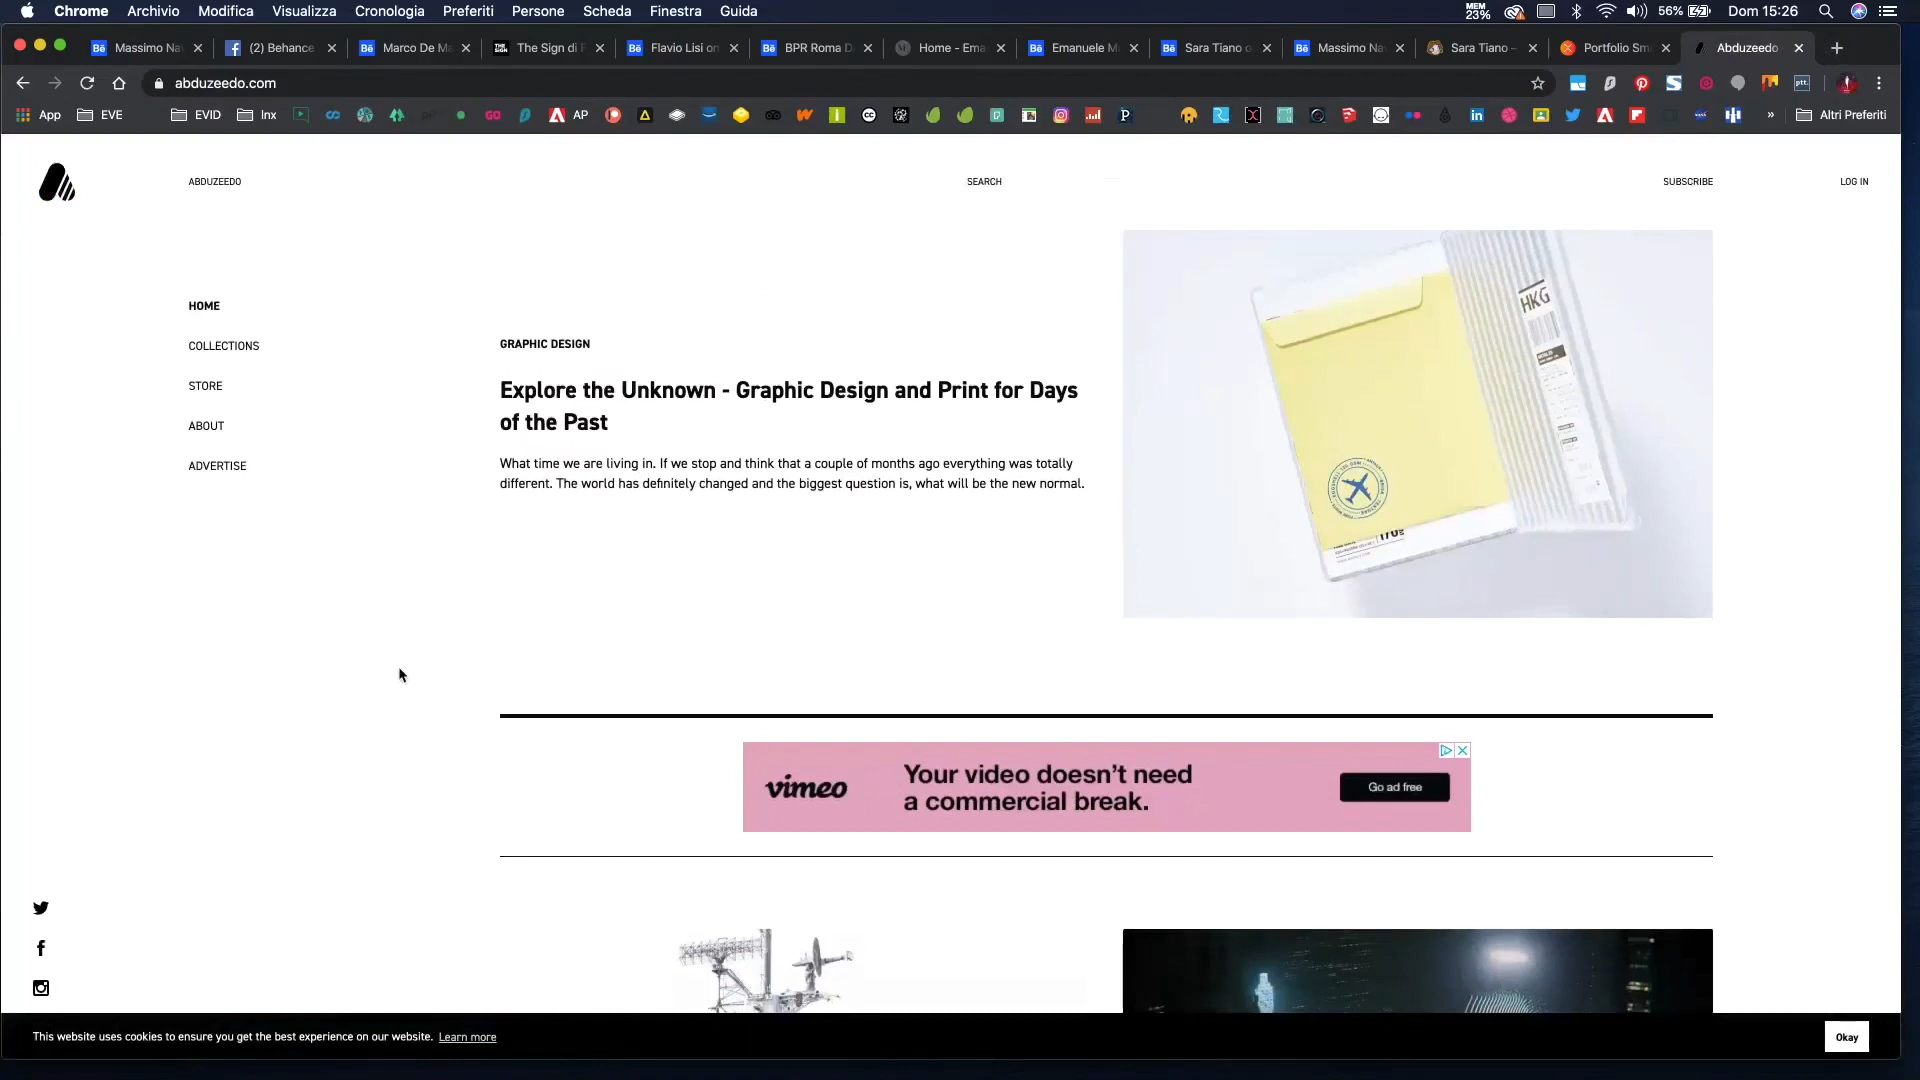 Chrome Archivio Modifica Visualizza Cronologia Preferiti Persone Scheda Finestra Guida MEM 23% 56% Dom 15:26
Massimo Na (2) Behance Marco De Ma The Sign di F Flavio Lisi on BPR Roma D Home - Ema Emanuele M Sara Tiano o Massimo Na Sara Tiano – Portfolio Sm Abduzeedo
abduzeedo.com
App EVE EVID Inx AP Altri Preferiti
ABDUZEEDO SEARCH SUBSCRIBE LOG IN
HOME
COLLECTIONS
STORE
ABOUT
ADVERTISE
GRAPHIC DESIGN
Explore the Unknown - Graphic Design and Print for Days
of the Past
What time we are living in. If we stop and think that a couple of months ago everything was totally
different. The world has definitely changed and the biggest question is, what will be the new normal.
HKG
vimeo
Your video doesn't need
a commercial break.
Go ad free
This website uses cookies to ensure you get the best experience on our website. Learn more
Okay